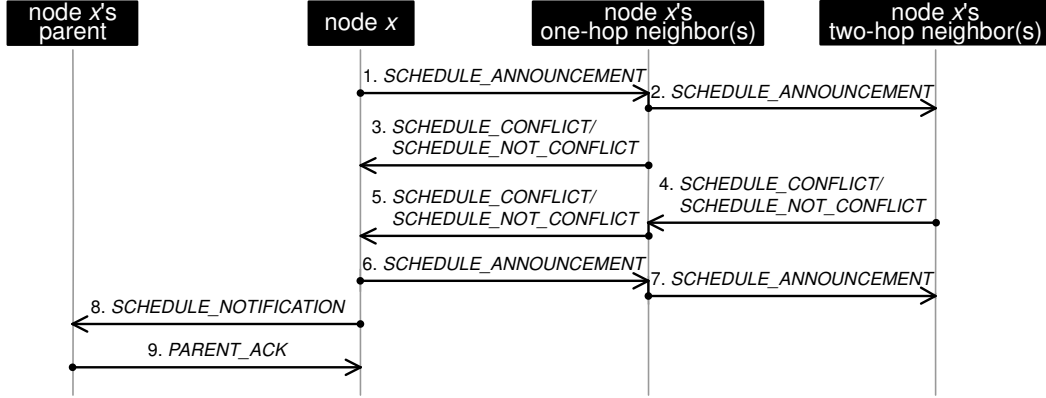 node x's
parent
node x
node x's
one-hop neighbor(s)
node x's
two-hop neighbor(s)
1. SCHEDULE_ANNOUNCEMENT
2. SCHEDULE_ANNOUNCEMENT
3. SCHEDULE_CONFLICT/
SCHEDULE_NOT_CONFLICT
4. SCHEDULE_CONFLICT/
SCHEDULE_NOT_CONFLICT
5. SCHEDULE_CONFLICT/
SCHEDULE_NOT_CONFLICT
6. SCHEDULE_ANNOUNCEMENT
7. SCHEDULE_ANNOUNCEMENT
8. SCHEDULE_NOTIFICATION
9. PARENT_ACK